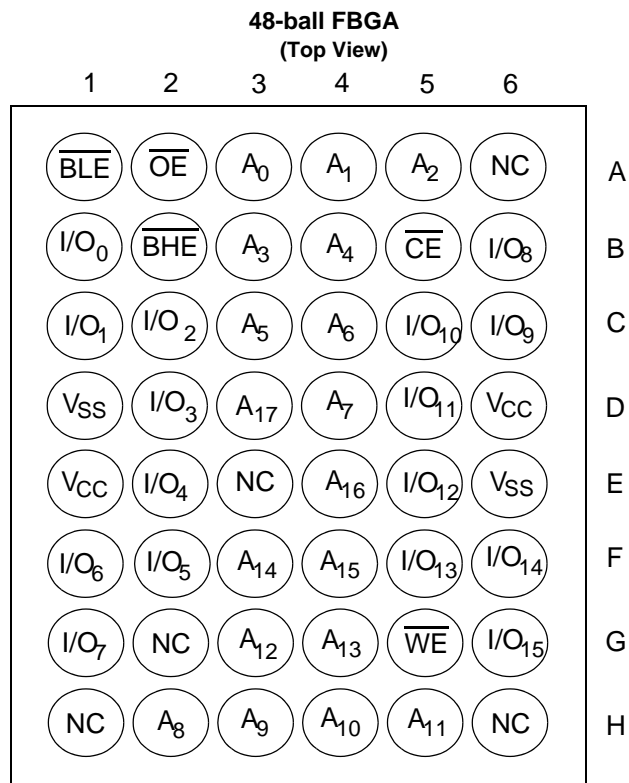 48-ball FBGA
(Top View)
1 2 3 4 5 6
BLE OE A0 A1 A2 NC A
I/O0 BHE A3 A4 CE I/O8 B
I/O1 I/O2 A5 A6 I/O10 I/O9 C
VSS I/O3 A17 A7 I/O11 VCC D
VCC I/O4 NC A16 I/O12 VSS E
I/O6 I/O5 A14 A15 I/O13 I/O14 F
I/O7 NC A12 A13 WE I/O15 G
NC A8 A9 A10 A11 NC H